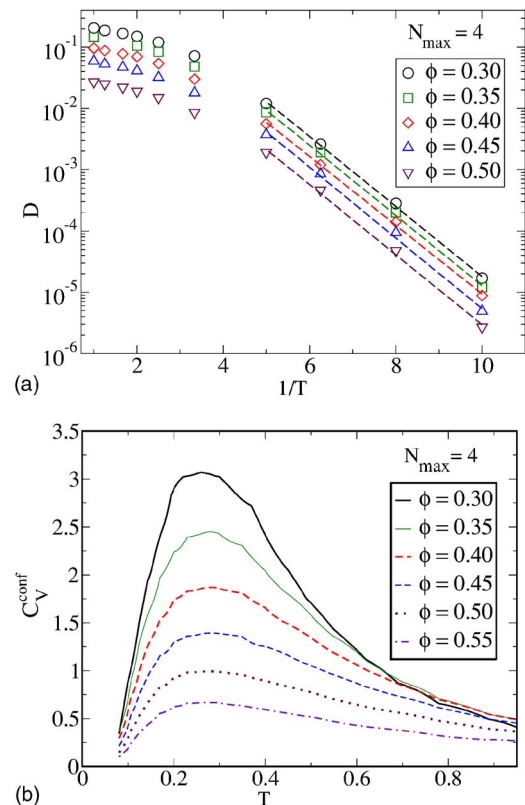 10⁻¹
10⁻²
10⁻³
10⁻⁴
10⁻⁵
10⁻⁶
D
N_max = 4
ϕ = 0.30
ϕ = 0.35
ϕ = 0.40
ϕ = 0.45
ϕ = 0.50
2 4 6 8 10
1/T
(a)
3.5
3
2.5
2
1.5
1
0.5
0
C_V^conf
N_max = 4
ϕ = 0.30
ϕ = 0.35
ϕ = 0.40
ϕ = 0.45
ϕ = 0.50
ϕ = 0.55
0 0.2 0.4 0.6 0.8
T
(b)